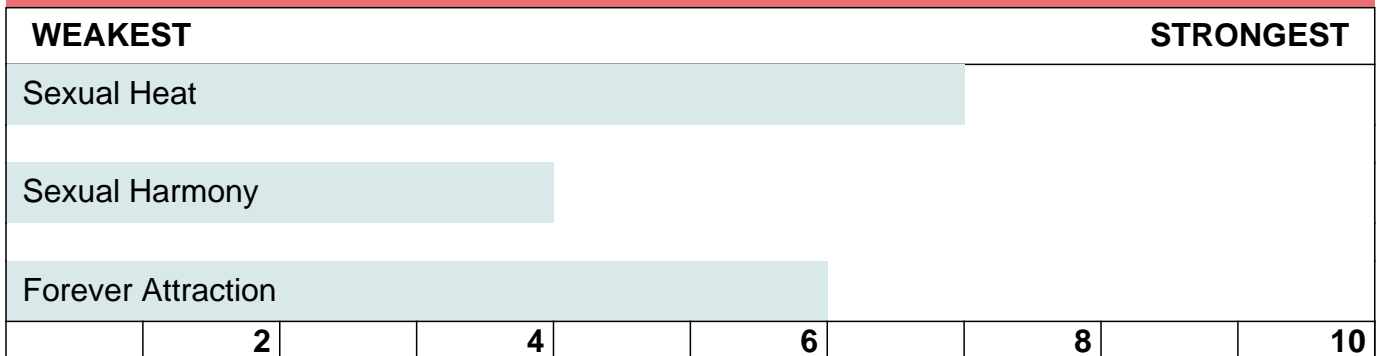 WEAKEST STRONGEST
Sexual Heat
Sexual Harmony
Forever Attraction
2 4 6 8 10